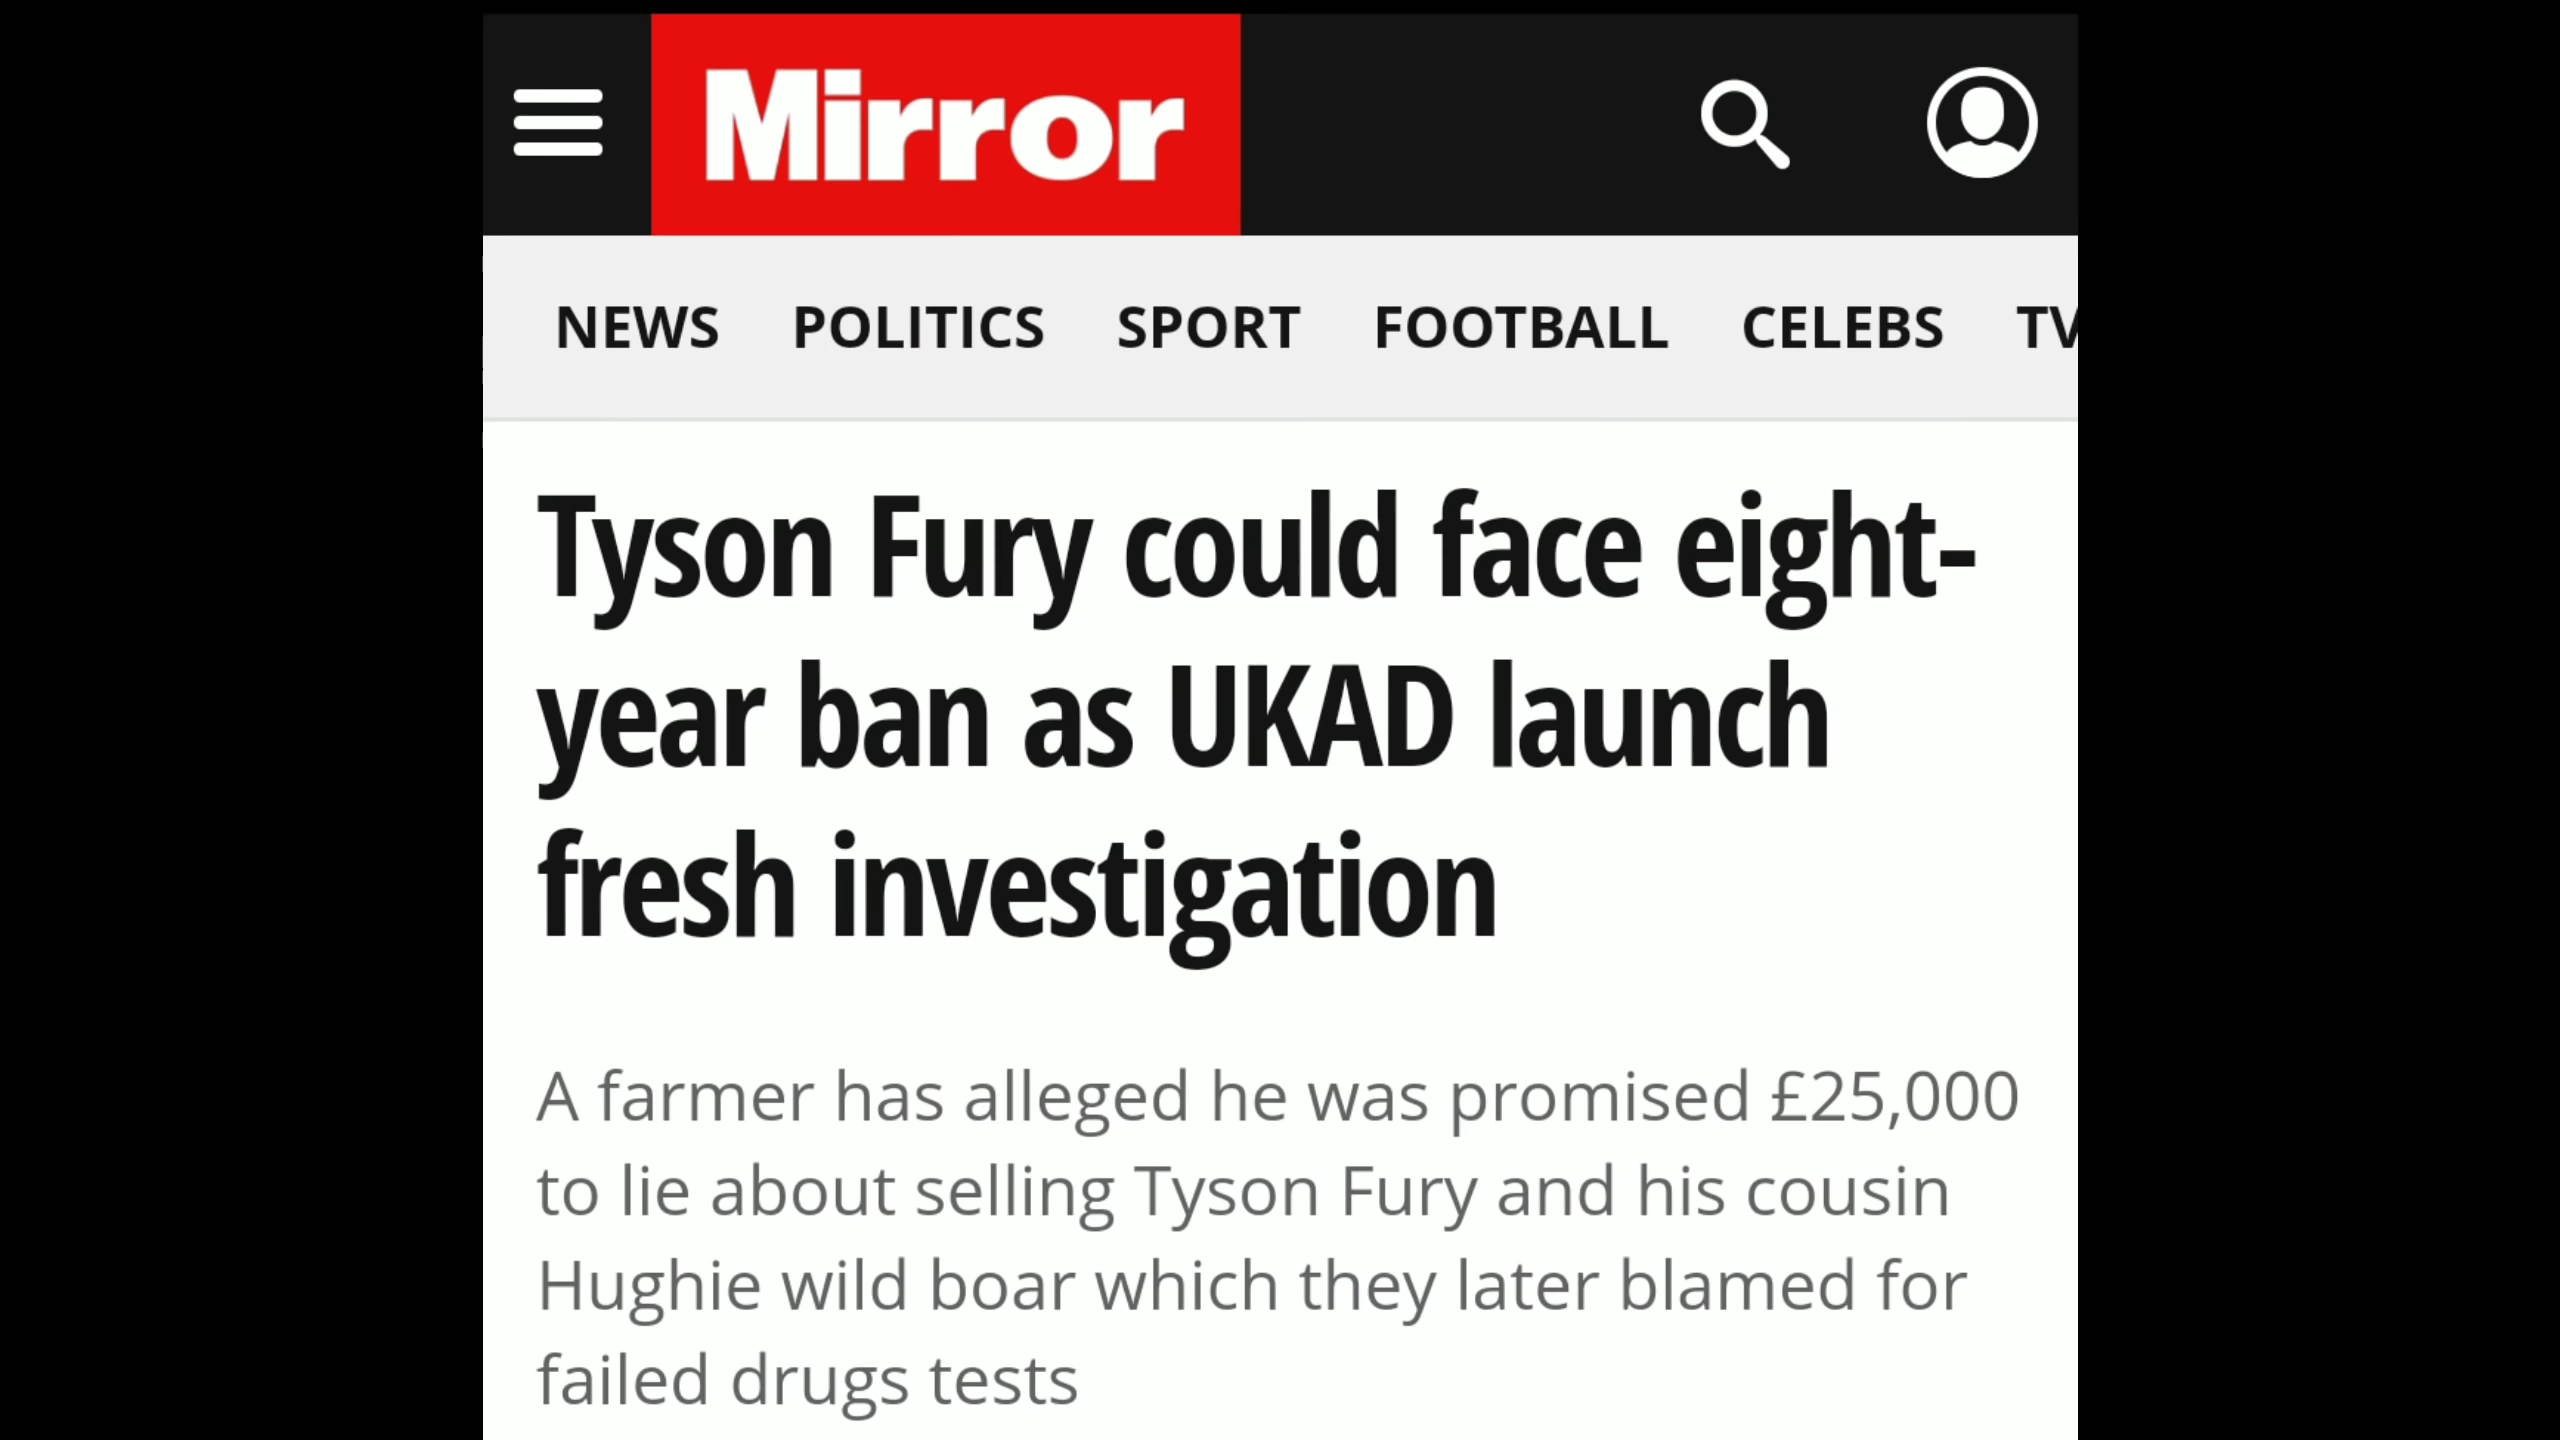 Mirror
NEWS POLITICS SPORT FOOTBALL CELEBS TV
Tyson Fury could face eight-
year ban as UKAD launch
fresh investigation
A farmer has alleged he was promised £25,000
to lie about selling Tyson Fury and his cousin
Hughie wild boar which they later blamed for
failed drugs tests